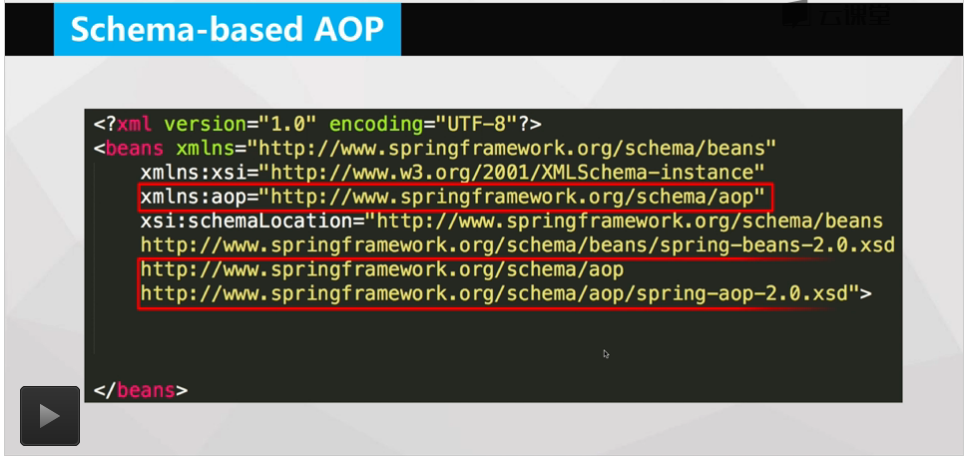 Schema-based AOP
云课堂
<?xml version="1.0" encoding="UTF-8"?>
<beans xmlns="http://www.springframework.org/schema/beans"
xmlns:xsi="http://www.w3.org/2001/XMLSchema-instance"
xmlns:aop="http://www.springframework.org/schema/aop"
xsi:schemaLocation="http://www.springframework.org/schema/beans
http://www.springframework.org/schema/beans/spring-beans-2.0.xsd
http://www.springframework.org/schema/aop
http://www.springframework.org/schema/aop/spring-aop-2.0.xsd">
</beans>